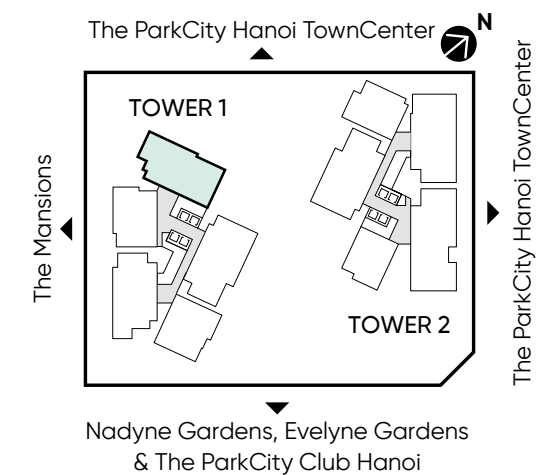 The ParkCity Hanoi TownCenter
N
TOWER 1
The Mansions
The ParkCity Hanoi TownCenter
TOWER 2
Nadyne Gardens, Evelyne Gardens
& The ParkCity Club Hanoi